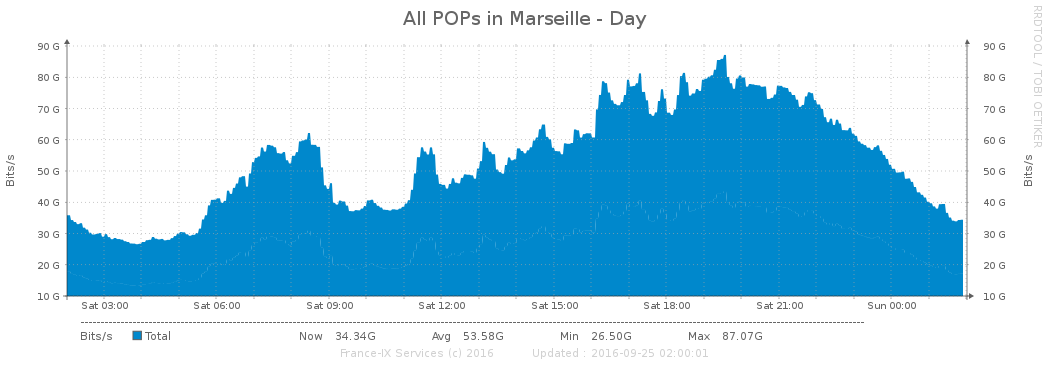 All POPs in Marseille - Day
RRDTOOL / TOBI OETIKER
Bits/s
90 G
80 G
70 G
60 G
50 G
40 G
30 G
20 G
10 G
90 G
80 G
70 G
60 G
50 G
40 G
30 G
20 G
10 G
Bits/s
Sat 03:00 Sat 06:00 Sat 09:00 Sat 12:00 Sat 15:00 Sat 18:00 Sat 21:00 Sun 00:00
Bits/s Total Now 34.34G Avg 53.58G Min 26.50G Max 87.07G
France-IX Services (c) 2016 Updated : 2016-09-25 02:00:01